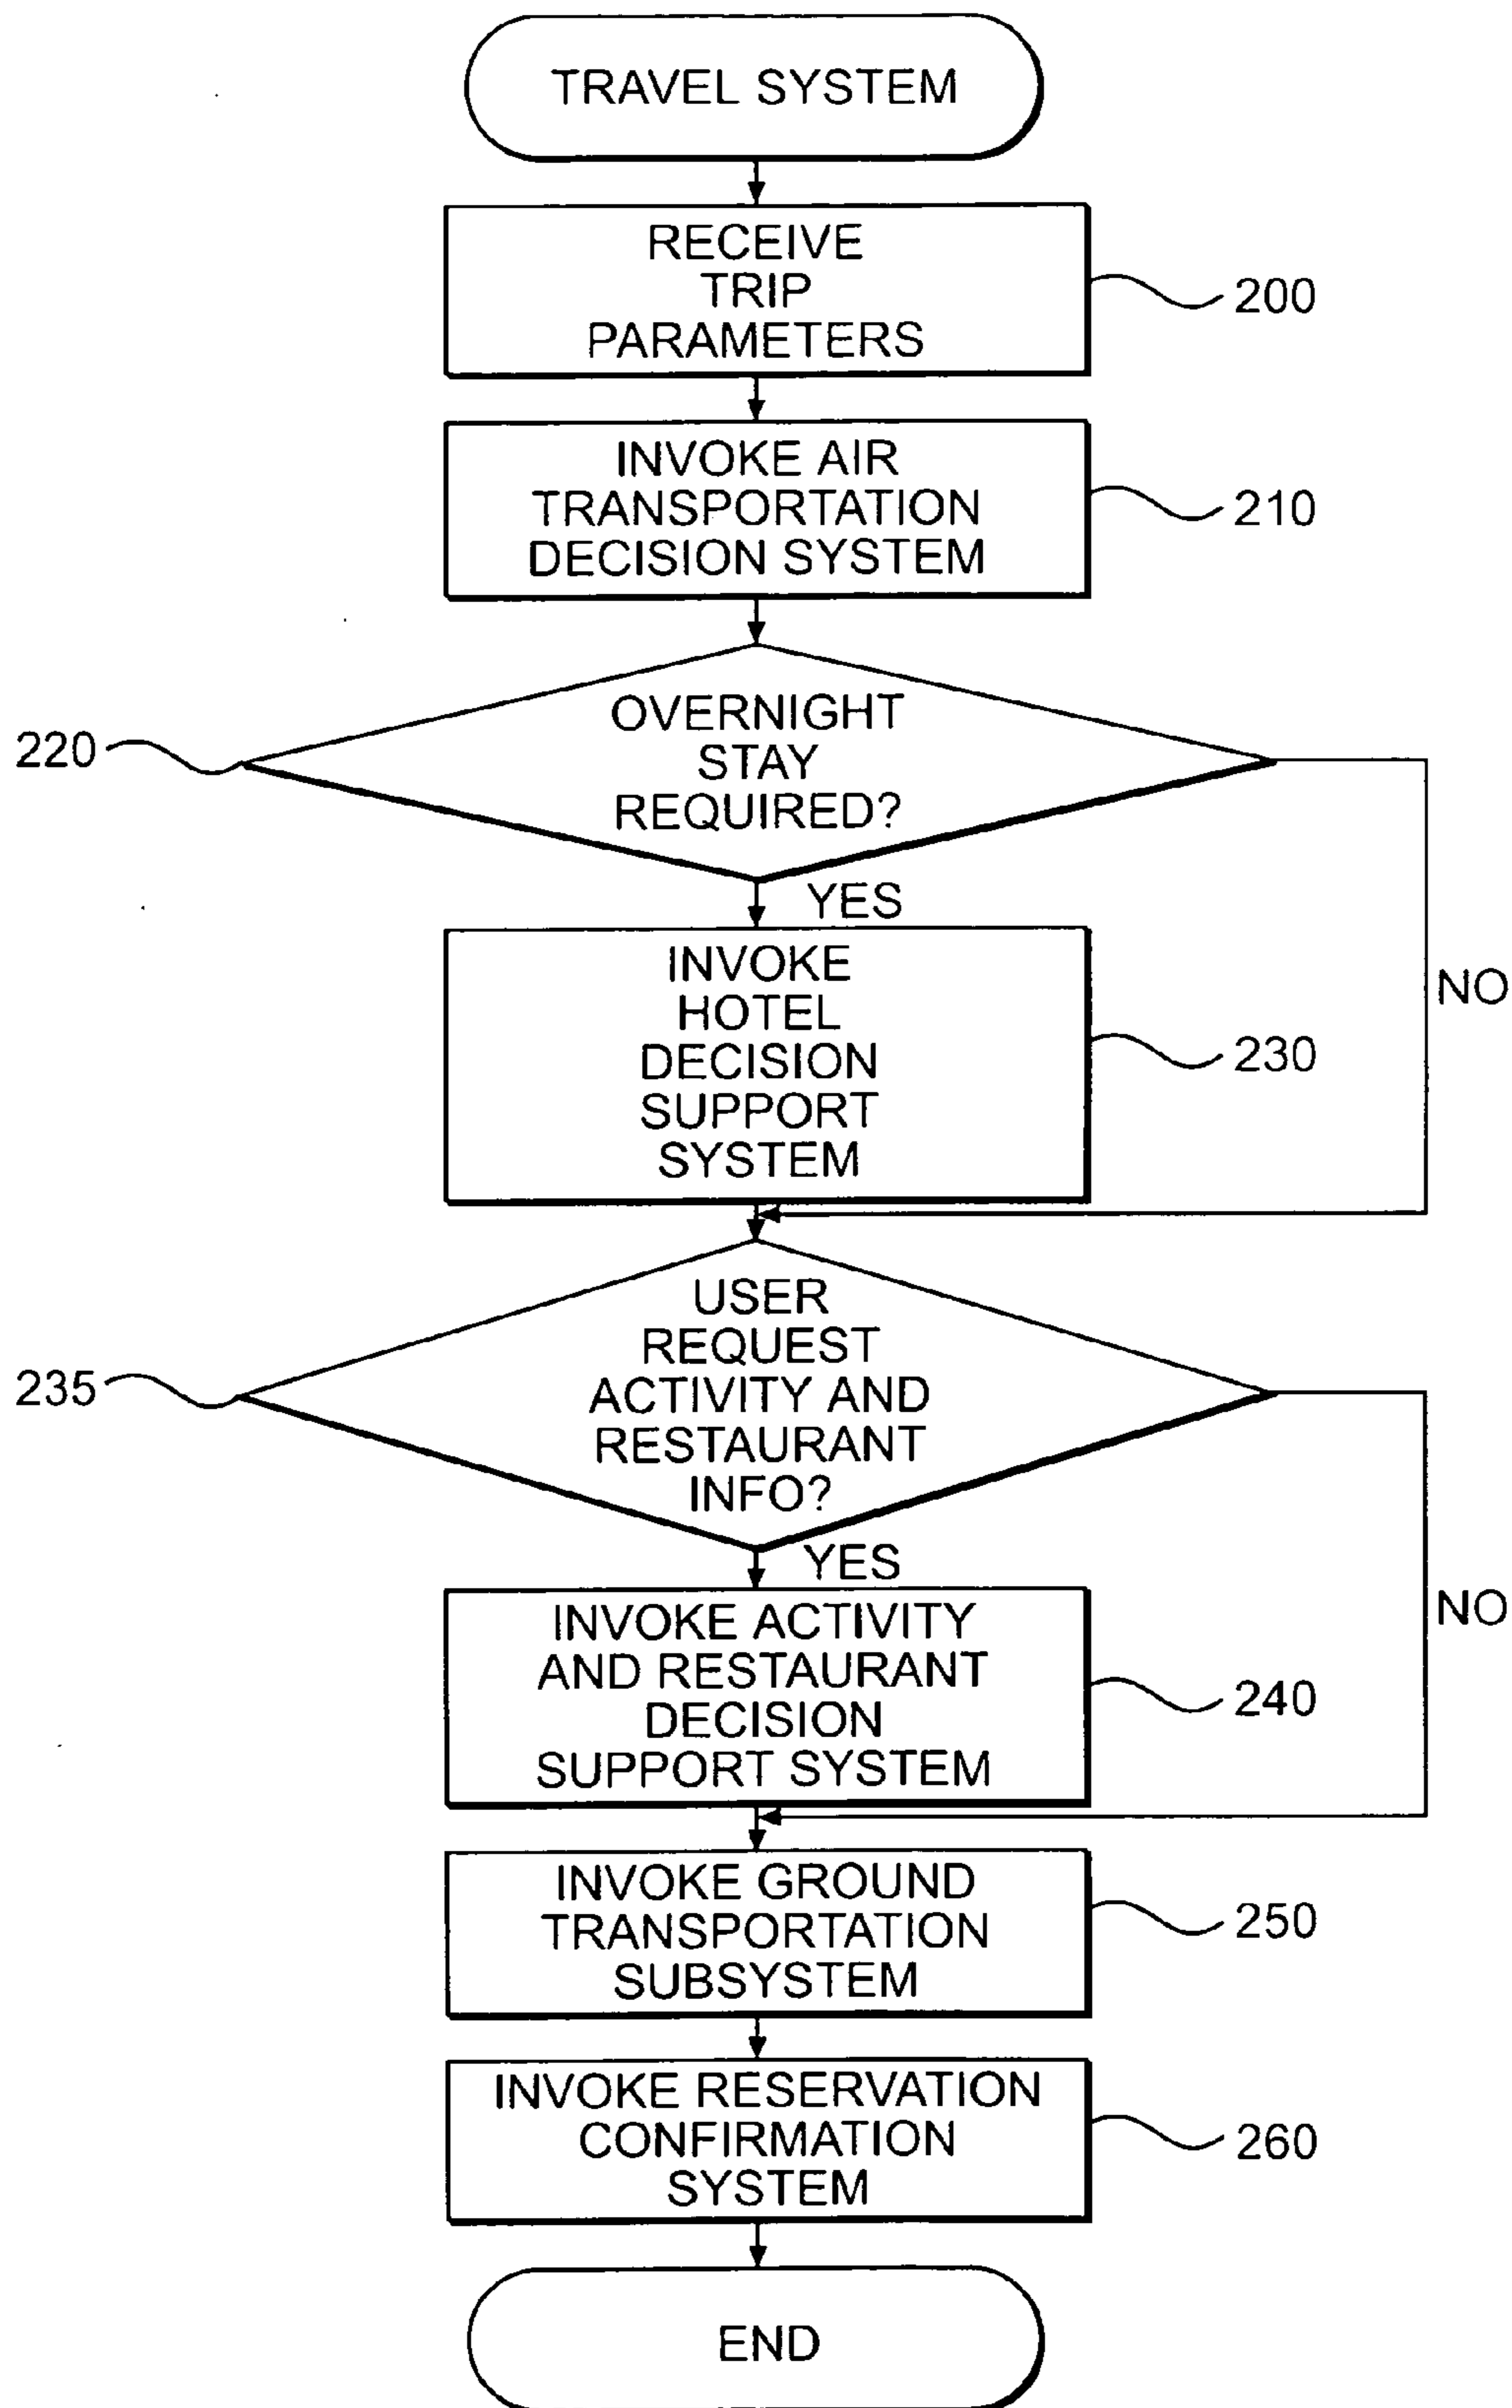 TRAVEL SYSTEM
RECEIVE
TRIP
PARAMETERS
200
INVOKE AIR
TRANSPORTATION
DECISION SYSTEM
210
OVERNIGHT
STAY
REQUIRED?
220
YES
NO
INVOKE
HOTEL
DECISION
SUPPORT
SYSTEM
230
USER
REQUEST
ACTIVITY AND
RESTAURANT
INFO?
235
YES
NO
INVOKE ACTIVITY
AND RESTAURANT
DECISION
SUPPORT SYSTEM
240
INVOKE GROUND
TRANSPORTATION
SUBSYSTEM
250
INVOKE RESERVATION
CONFIRMATION
SYSTEM
260
END